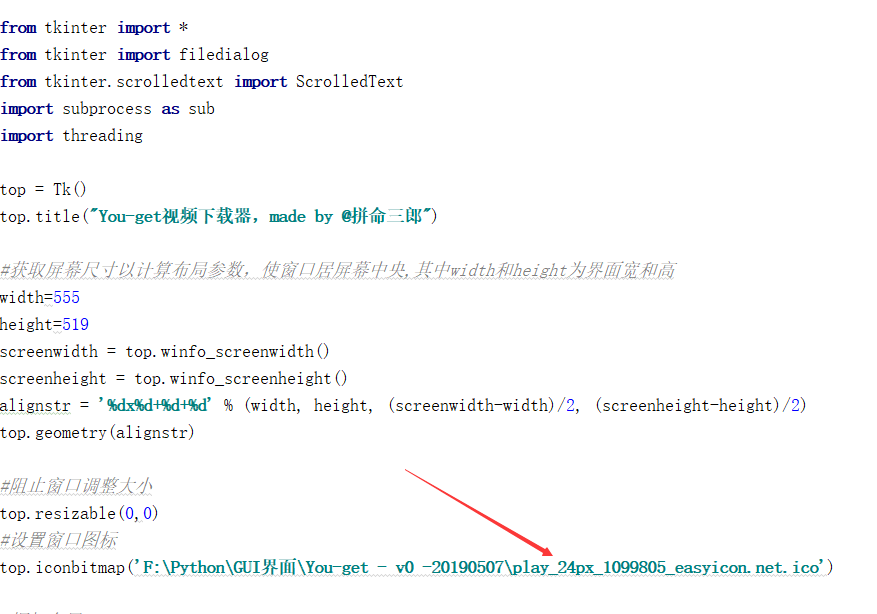 from tkinter import *
from tkinter import filedialog
from tkinter.scrolledtext import ScrolledText
import subprocess as sub
import threading
top = Tk()
top.title("You-get视频下载器，made by @拼命三郎")
#获取屏幕尺寸以计算布局参数，使窗口居屏幕中央,其中width和height为界面宽和高
width=555
height=519
screenwidth = top.winfo_screenwidth()
screenheight = top.winfo_screenheight()
alignstr = '%dx%d+%d+%d' % (width, height, (screenwidth-width)/2, (screenheight-height)/2)
top.geometry(alignstr)
#阻止窗口调整大小
top.resizable(0,0)
#设置窗口图标
top.iconbitmap('F:\Python\GUI界面\You-get - v0 -20190507\play_24px_1099805_easyicon.net.ico')